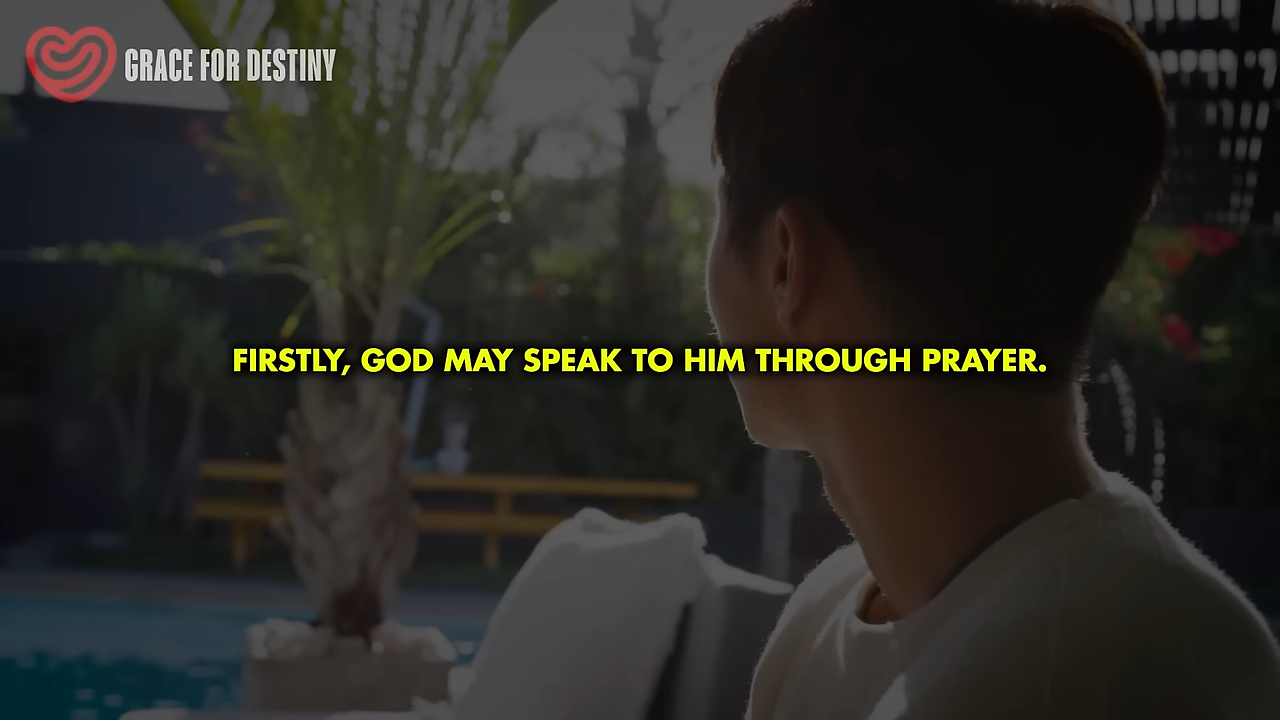 GRACE FOR DESTINY
FIRSTLY, GOD MAY SPEAK TO HIM THROUGH PRAYER.